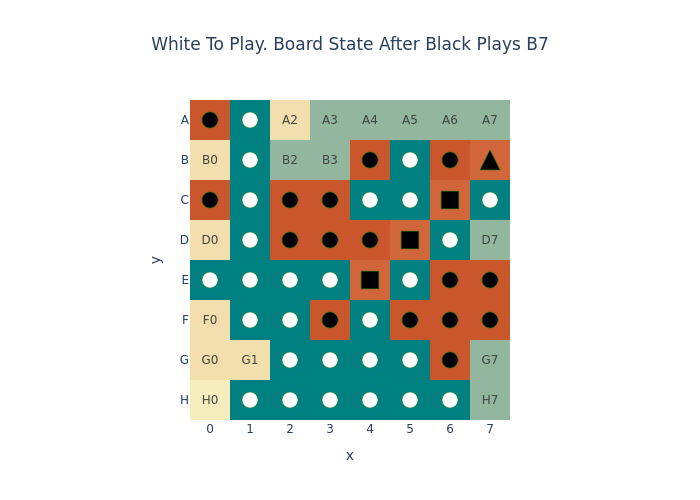 White To Play. Board State After Black Plays B7
A A2 A3 A4 A5 A6 A7
B B0 B2 B3
C
D D0 D7
E
F F0
G G0 G1 G7
H H0 H7
0 1 2 3 4 5 6 7
x
y